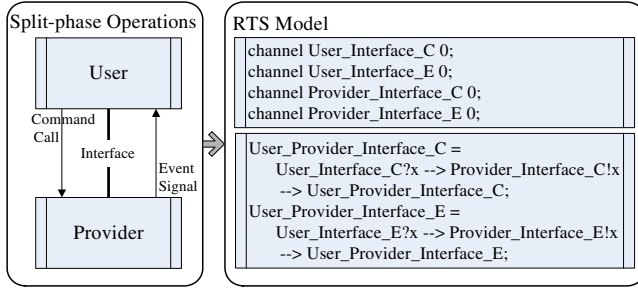 Split-phase Operations
User
Command
Call
Interface
Event
Signal
Provider
RTS Model
channel User_Interface_C 0;
channel User_Interface_E 0;
channel Provider_Interface_C 0;
channel Provider_Interface_E 0;
User_Provider_Interface_C =
User_Interface_C?x --> Provider_Interface_C!x
--> User_Provider_Interface_C;
User_Provider_Interface_E =
User_Interface_E?x --> Provider_Interface_E!x
--> User_Provider_Interface_E;